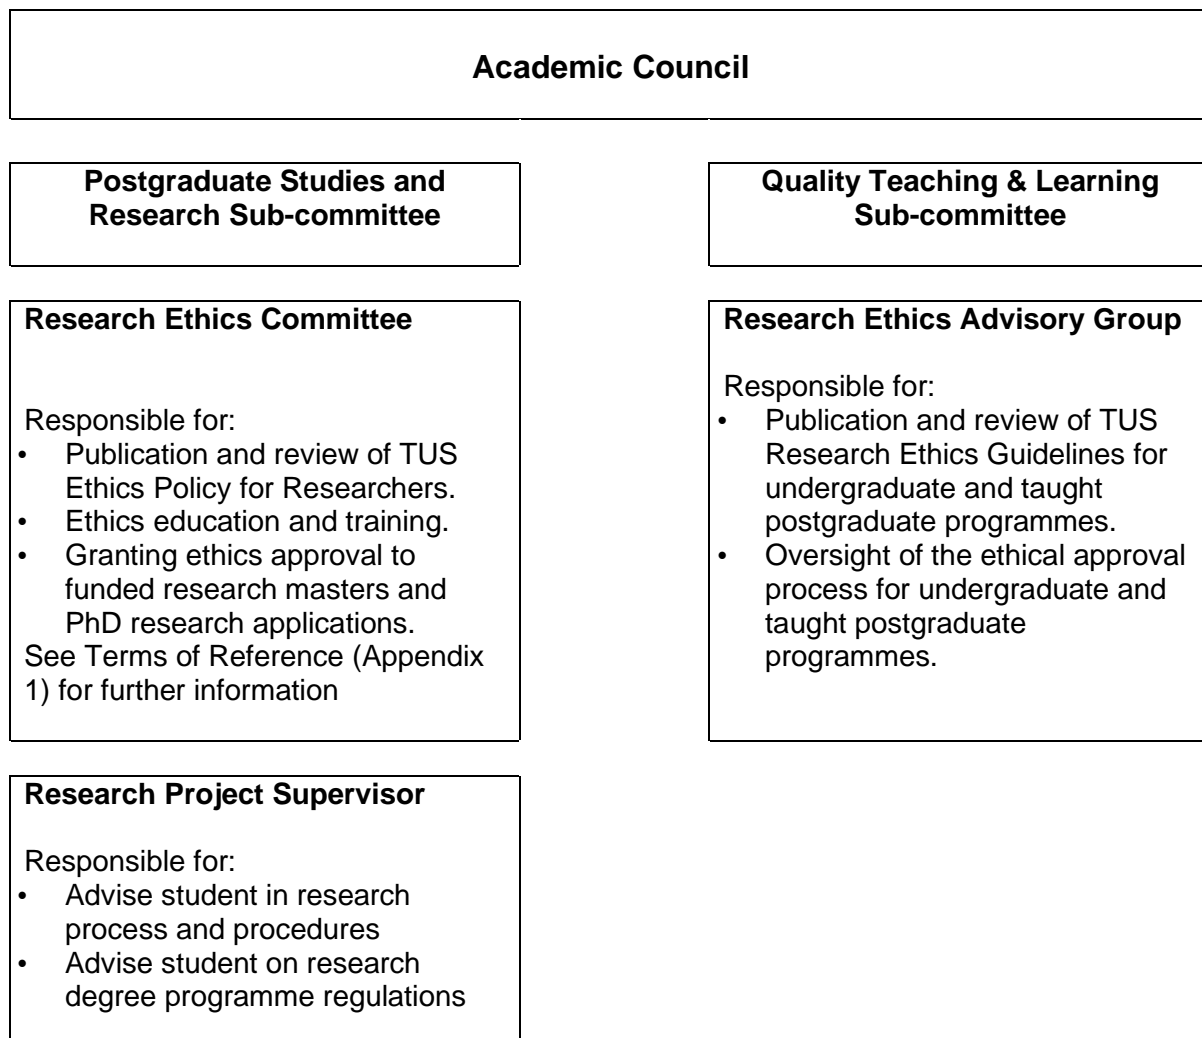 Academic Council
Postgraduate Studies and
Research Sub-committee
Quality Teaching & Learning
Sub-committee
Research Ethics Committee
Responsible for:
• Publication and review of TUS
Ethics Policy for Researchers.
• Ethics education and training.
• Granting ethics approval to
funded research masters and
PhD research applications.
See Terms of Reference (Appendix
1) for further information
Research Ethics Advisory Group
Responsible for:
• Publication and review of TUS
Research Ethics Guidelines for
undergraduate and taught
postgraduate programmes.
• Oversight of the ethical approval
process for undergraduate and
taught postgraduate
programmes.
Research Project Supervisor
Responsible for:
• Advise student in research
process and procedures
• Advise student on research
degree programme regulations